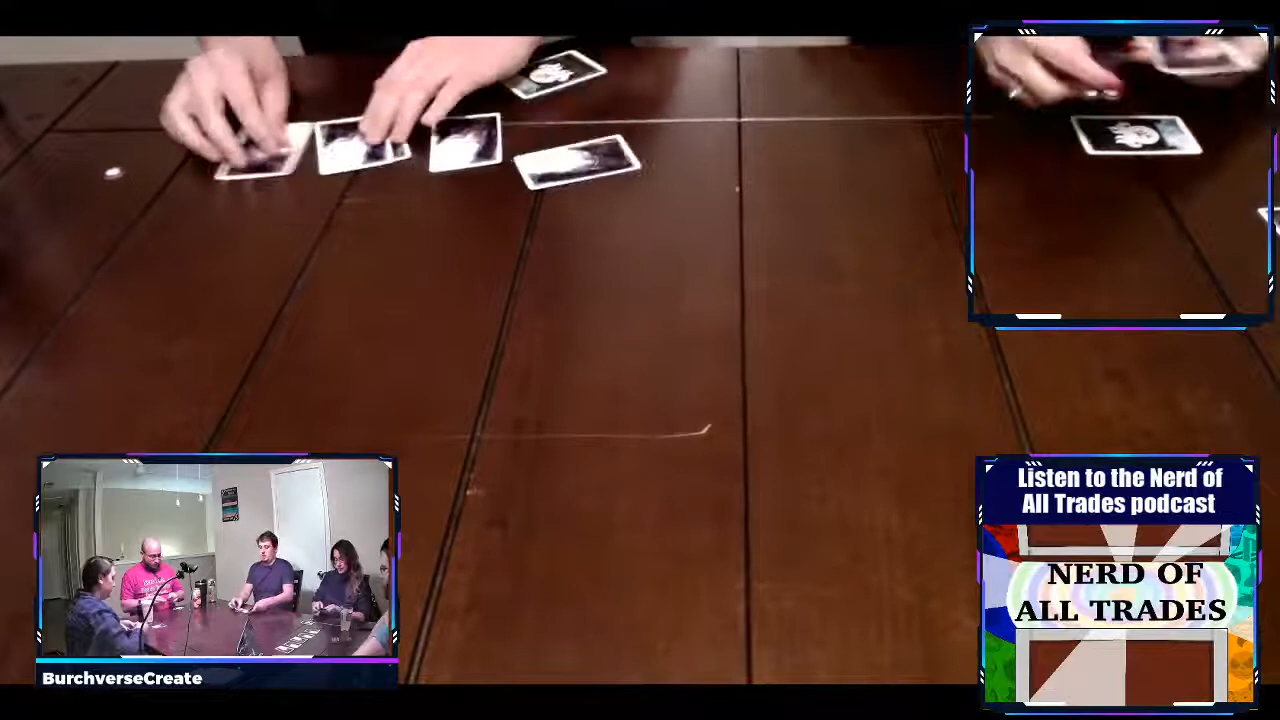 Listen to the Nerd of
All Trades podcast
NERD OF
ALL TRADES
BurchverseCreate